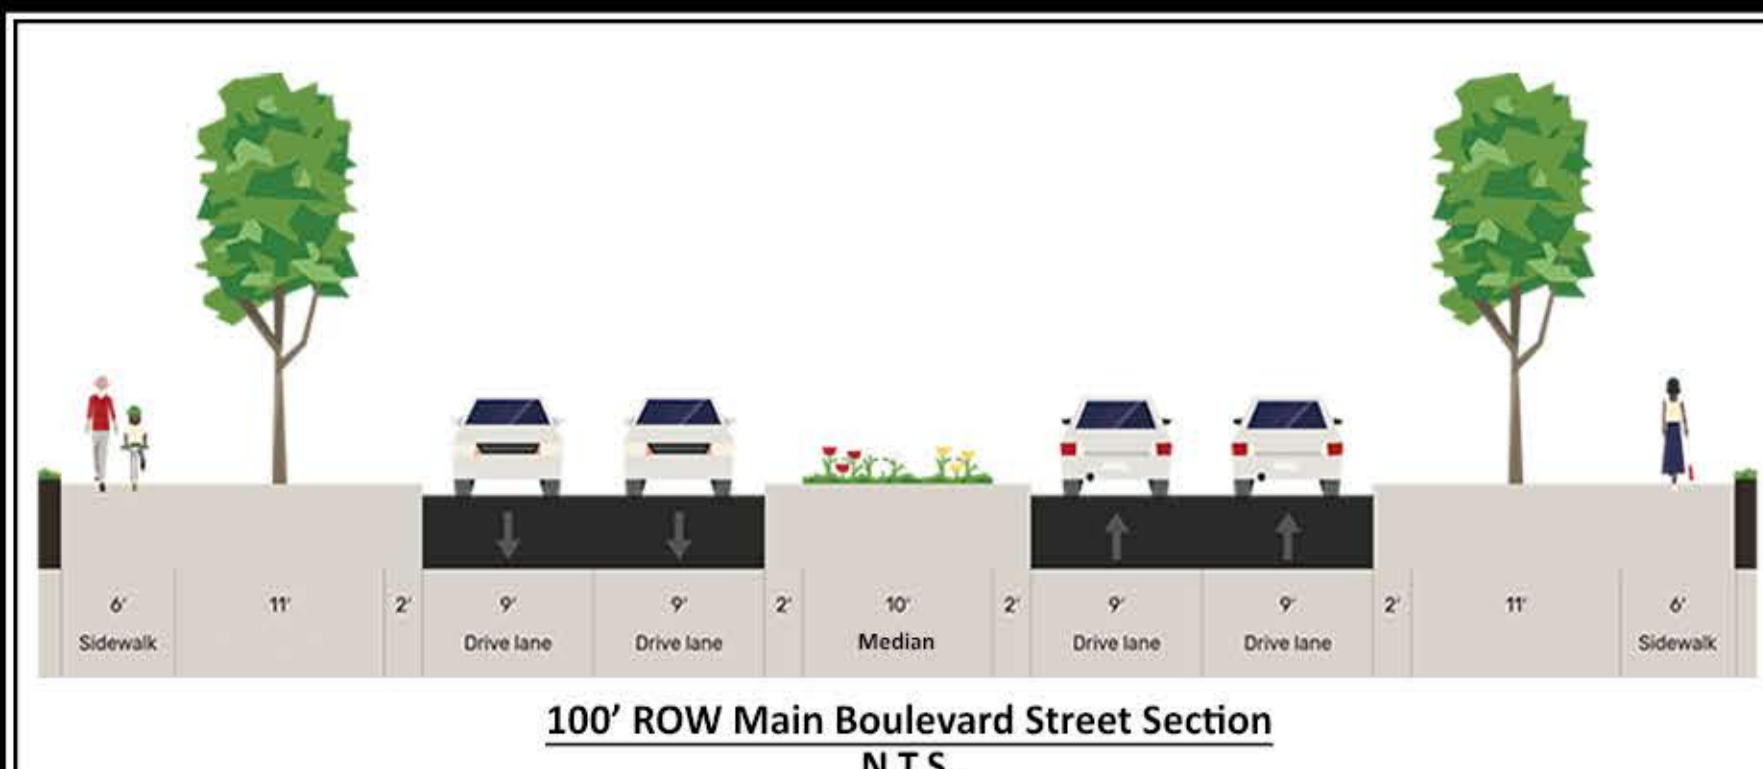 6' 11' 2' 9' 9' 2' 10' 2' 9' 9' 2' 11' 6'
Sidewalk Drive lane Drive lane Median Drive lane Drive lane Sidewalk
100' ROW Main Boulevard Street Section
N.T.S.